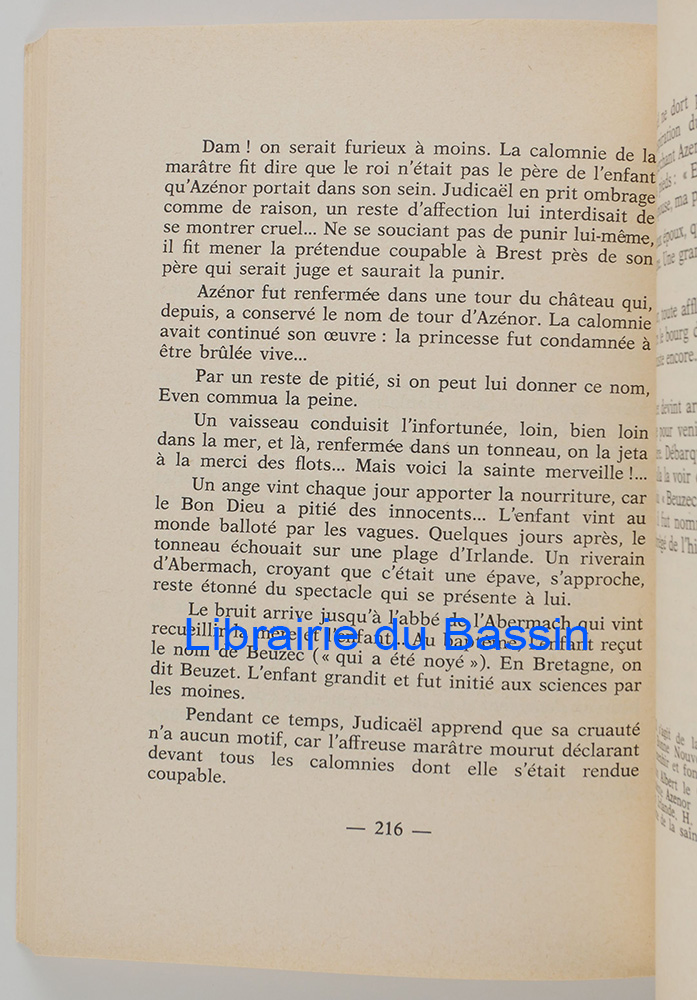 Dam ! on serait furieux à moins. La calomnie de la
marâtre fit dire que le roi n'était pas le père de l'enfant
qu'Azénor portait dans son sein. Judicaël en prit ombrage
comme de raison, un reste d'affection lui interdisait de
se montrer cruel... Ne se souciant pas de punir lui-même,
il fit mener la prétendue coupable à Brest près de son
père qui serait juge et saurait la punir.
Azénor fut renfermée dans une tour du château qui,
depuis, a conservé le nom de tour d'Azénor. La calomnie
avait continué son œuvre : la princesse fut condamnée à
être brûlée vive...
Par un reste de pitié, si on peut lui donner ce nom,
Even commua la peine.
Un vaisseau conduisit l'infortunée, loin, bien loin
dans la mer, et là, renfermée dans un tonneau, on la jeta
à la merci des flots... Mais voici la sainte merveille !...
Un ange vint chaque jour apporter la nourriture, car
le Bon Dieu a pitié des innocents... L'enfant vint au
monde balloté par les vagues. Quelques jours après, le
tonneau échouait sur une plage d'Irlande. Un riverain
d'Abermach, croyant que c'était une épave, s'approche,
reste étonné du spectacle qui se présente à lui.
Le bruit arrive jusqu'à l'abbé de l'Abermach qui vint
recueillir la mère et l'enfant... Au baptême, l'enfant reçut
le nom de Beuzec (« qui a été noyé »). En Bretagne, on
dit Beuzet. L'enfant grandit et fut initié aux sciences par
les moines.
Pendant ce temps, Judicaël apprend que sa cruauté
n'a aucun motif, car l'affreuse marâtre mourut déclarant
devant tous les calomnies dont elle s'était rendue
coupable.
— 216 —
Librairie du Bassin